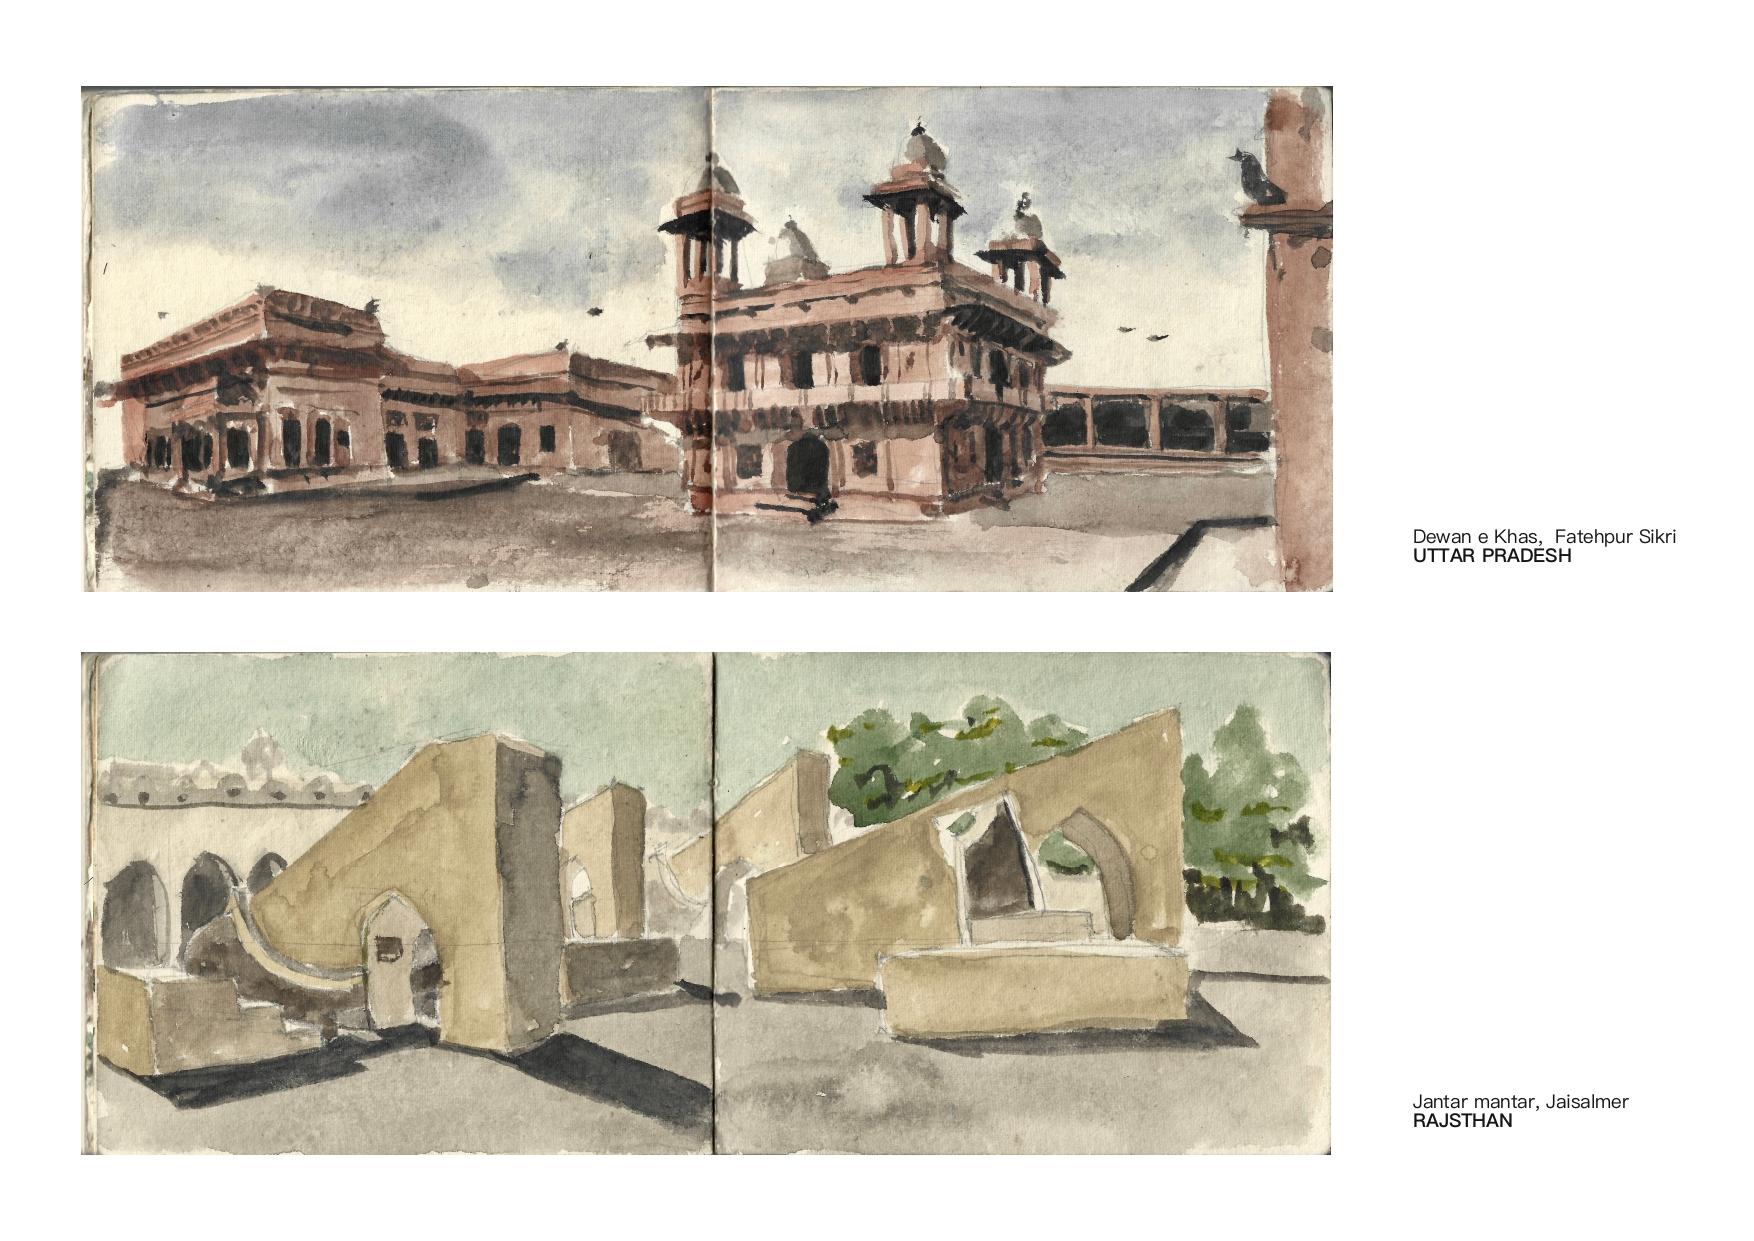 Dewan e Khas,  Fatehpur Sikri
UTTAR PRADESH
Jantar mantar, Jaisalmer
RAJSTHAN